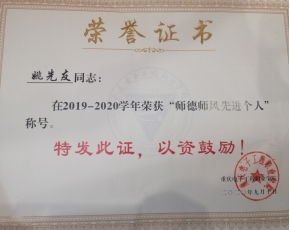 荣誉证书
姚先友同志：
在2019-2020学年荣获“师德师风先进个人”
称号。
特发此证，以资鼓励！